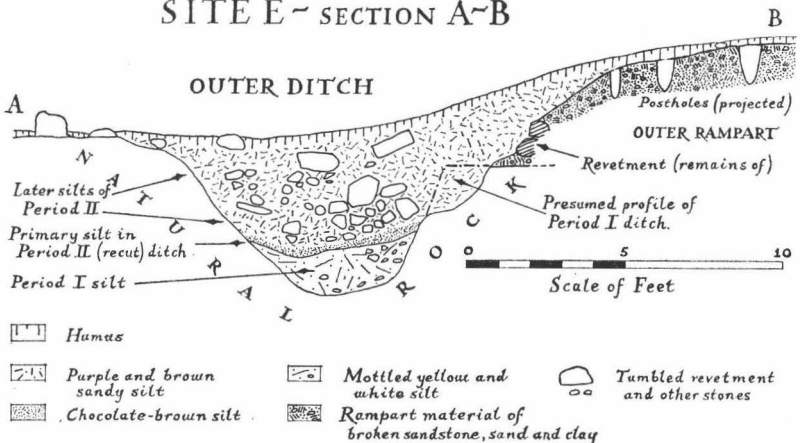 SITE E ~ SECTION A~B
B
OUTER DITCH
A
Postholes (projected)
OUTER RAMPART
Revetment (remains of)
NATURAL ROCK
Later silts of
Period II
Presumed profile of
Period I ditch.
Primary silt in
Period II (recut) ditch
Period I silt
0 5 10
Scale of Feet
Humus
Purple and brown
sandy silt
Mottled yellow and
white silt
Tumbled revetment
and other stones
Chocolate-brown silt
Rampart material of
broken sandstone, sand and clay